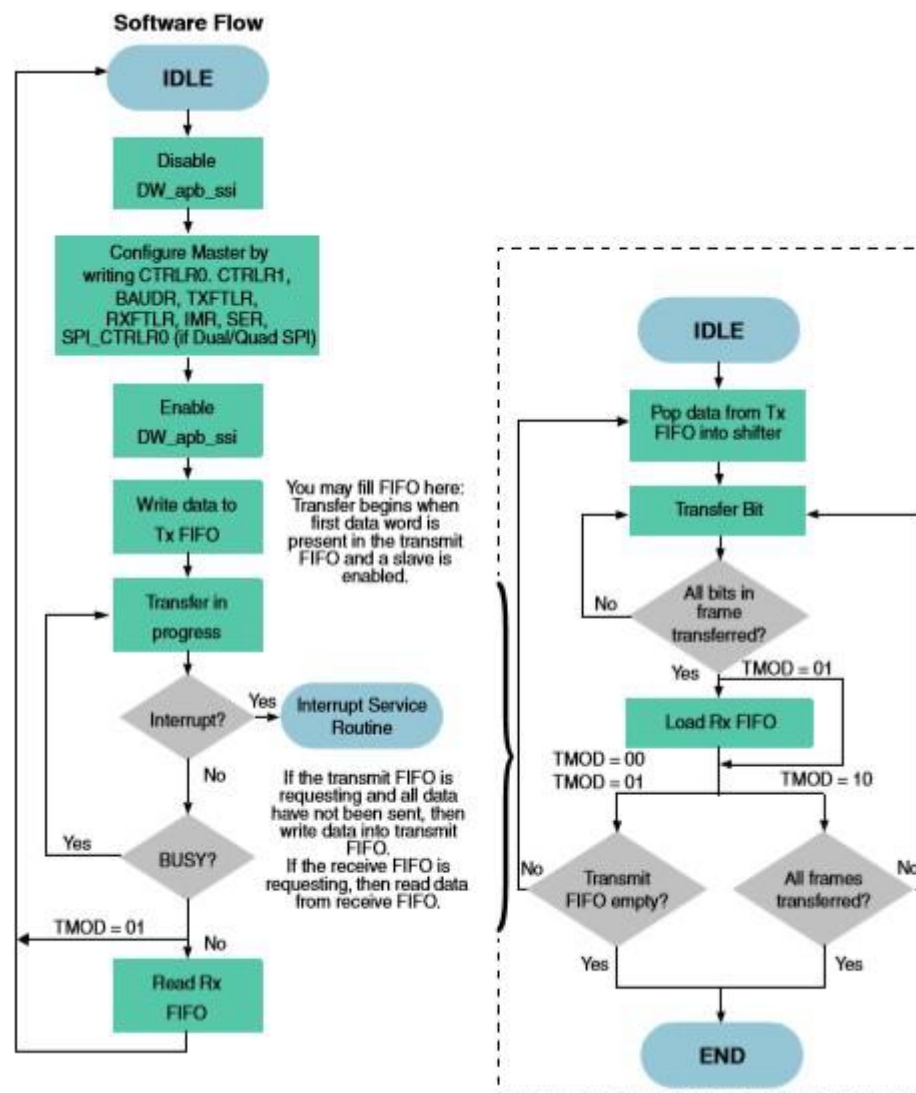 Software Flow
IDLE
Disable
DW_apb_ssi
Configure Master by
writing CTRLR0. CTRLR1,
BAUDR, TXFTLR,
RXFTLR, IMR, SER,
SPI_CTRLR0 (if Dual/Quad SPI)
Enable
DW_apb_ssi
Write data to
Tx FIFO
You may fill FIFO here:
Transfer begins when
first data word is
present in the transmit
FIFO and a slave is
enabled.
Transfer in
progress
Interrupt?
Yes
Interrupt Service
Routine
No
If the transmit FIFO is
requesting and all data
have not been sent, then
write data into transmit
FIFO.
If the receive FIFO is
requesting, then read data
from receive FIFO.
Yes
BUSY?
TMOD = 01
No
Read Rx
FIFO
IDLE
Pop data from Tx
FIFO into shifter
Transfer Bit
No
All bits in
frame
transferred?
Yes
TMOD = 01
Load Rx FIFO
TMOD = 00
TMOD = 01
TMOD = 10
No
Transmit
FIFO empty?
All frames
transferred?
No
Yes
Yes
END